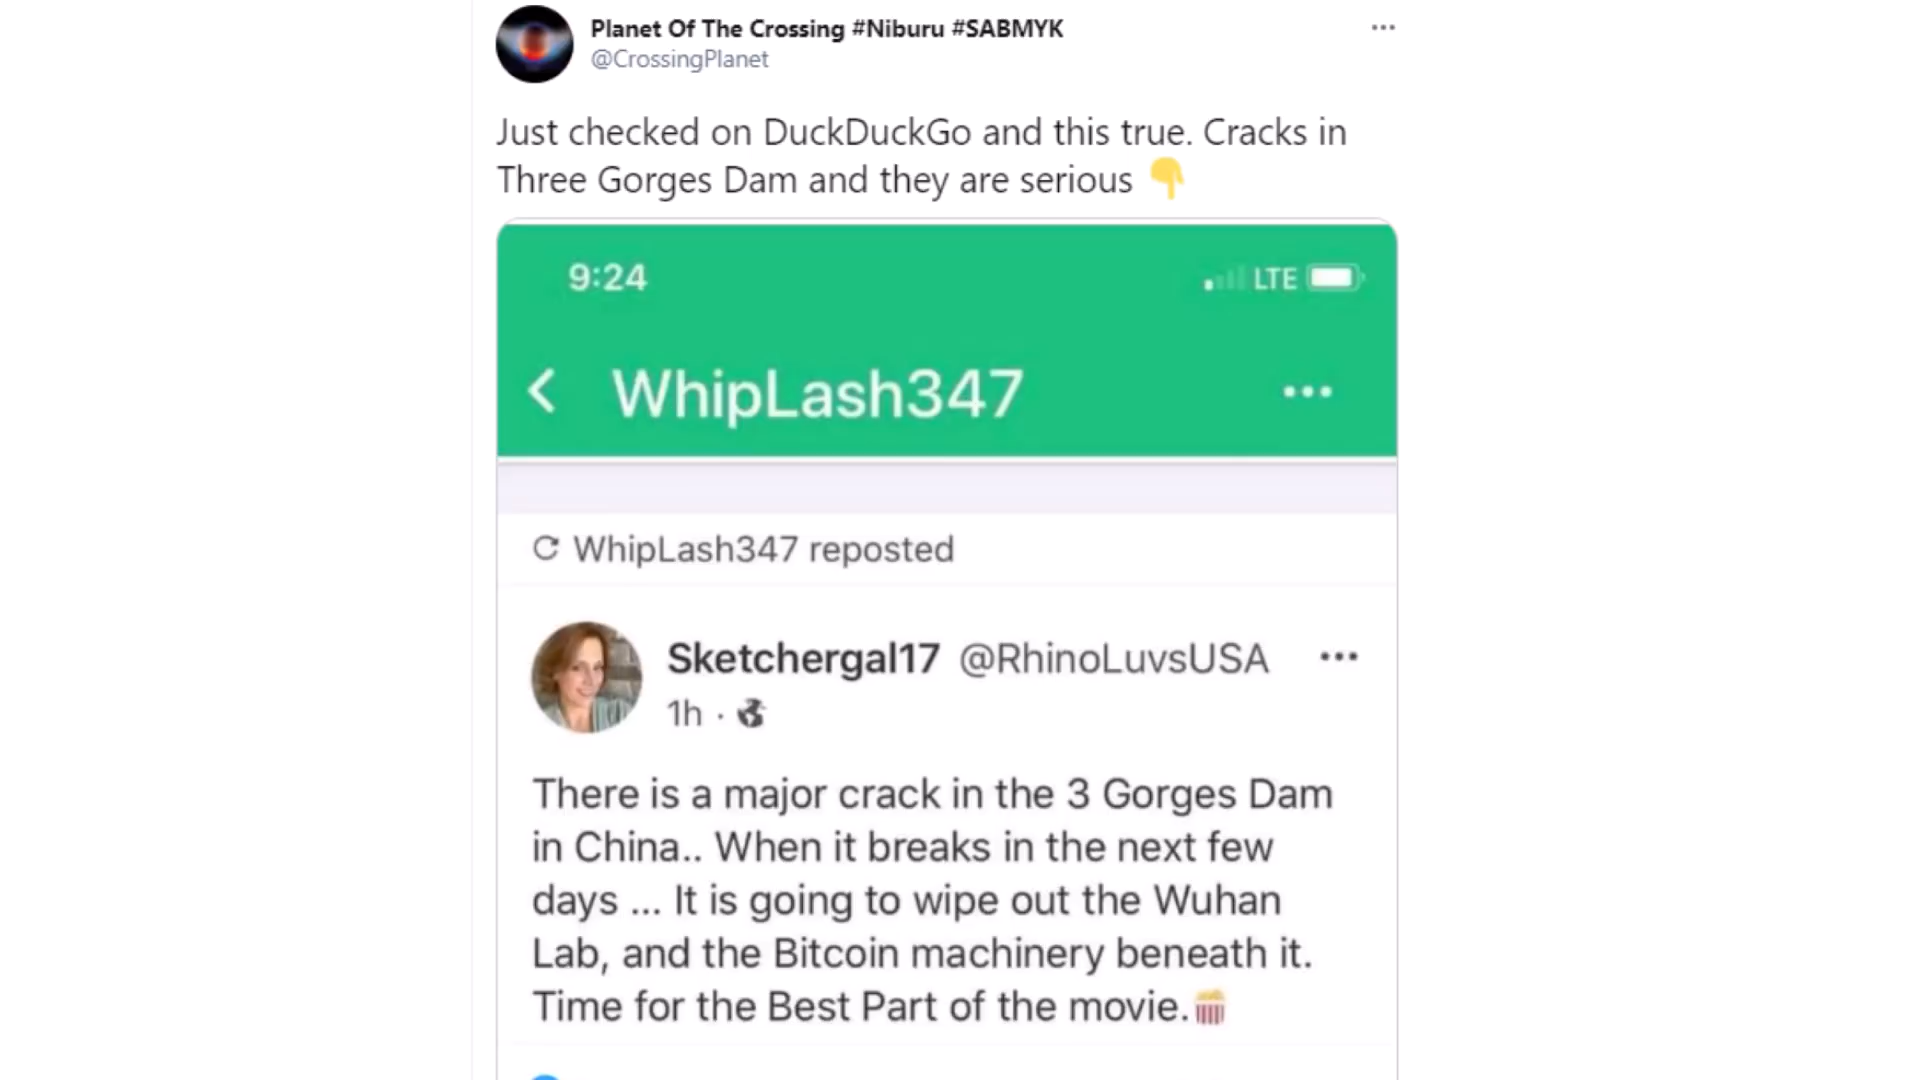 Planet Of The Crossing #Niburu #SABMYK
@CrossingPlanet
Just checked on DuckDuckGo and this true. Cracks in
Three Gorges Dam and they are serious 👇
9:24
LTE
WhipLash347
WhipLash347 reposted
Sketchergal17 @RhinoLuvsUSA
1h ·
There is a major crack in the 3 Gorges Dam
in China.. When it breaks in the next few
days ... It is going to wipe out the Wuhan
Lab, and the Bitcoin machinery beneath it.
Time for the Best Part of the movie.🍿